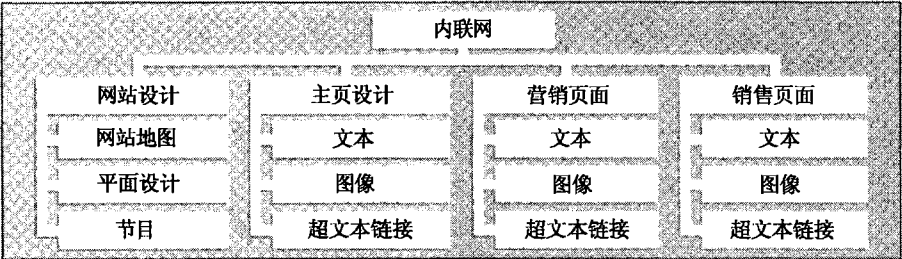 内联网
网站设计 主页设计 营销页面 销售页面
网站地图 文本 文本 文本
平面设计 图像 图像 图像
节目 超文本链接 超文本链接 超文本链接